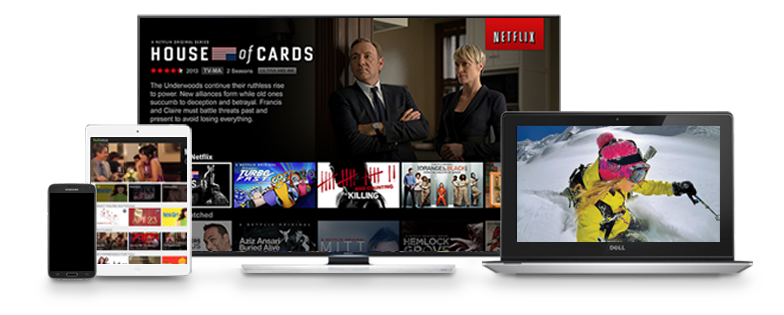 A NETFLIX ORIGINAL SERIES
HOUSE of CARDS
2013 TV-MA 2 Seasons
The Underwoods continue their ruthless rise
to power. New alliances form while old ones
succumb to deception and betrayal. Francis
and Claire must battle threats past and
present to avoid losing everything.
NETFLIX
Netflix
TURBO
FAST
THE
KILLING
ORANGE is the new BLACK
A NETFLIX ORIGINAL
Aziz Ansari
Buried Alive
MITT
HEMLOCK
GROVE
SAMSUNG
DELL